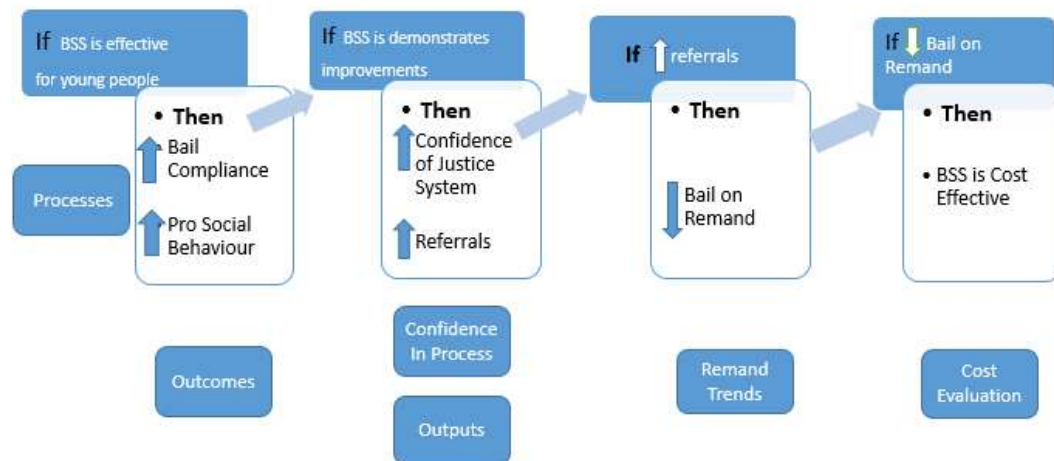 If BSS is effective
for young people
• Then
Bail
Compliance
Pro Social
Behaviour
Processes
Outcomes
If BSS is demonstrates
improvements
• Then
Confidence
of Justice
System
Referrals
Confidence
In Process
Outputs
If referrals
• Then
Bail on
Remand
Remand
Trends
If Bail on
Remand
• Then
• BSS is Cost
Effective
Cost
Evaluation